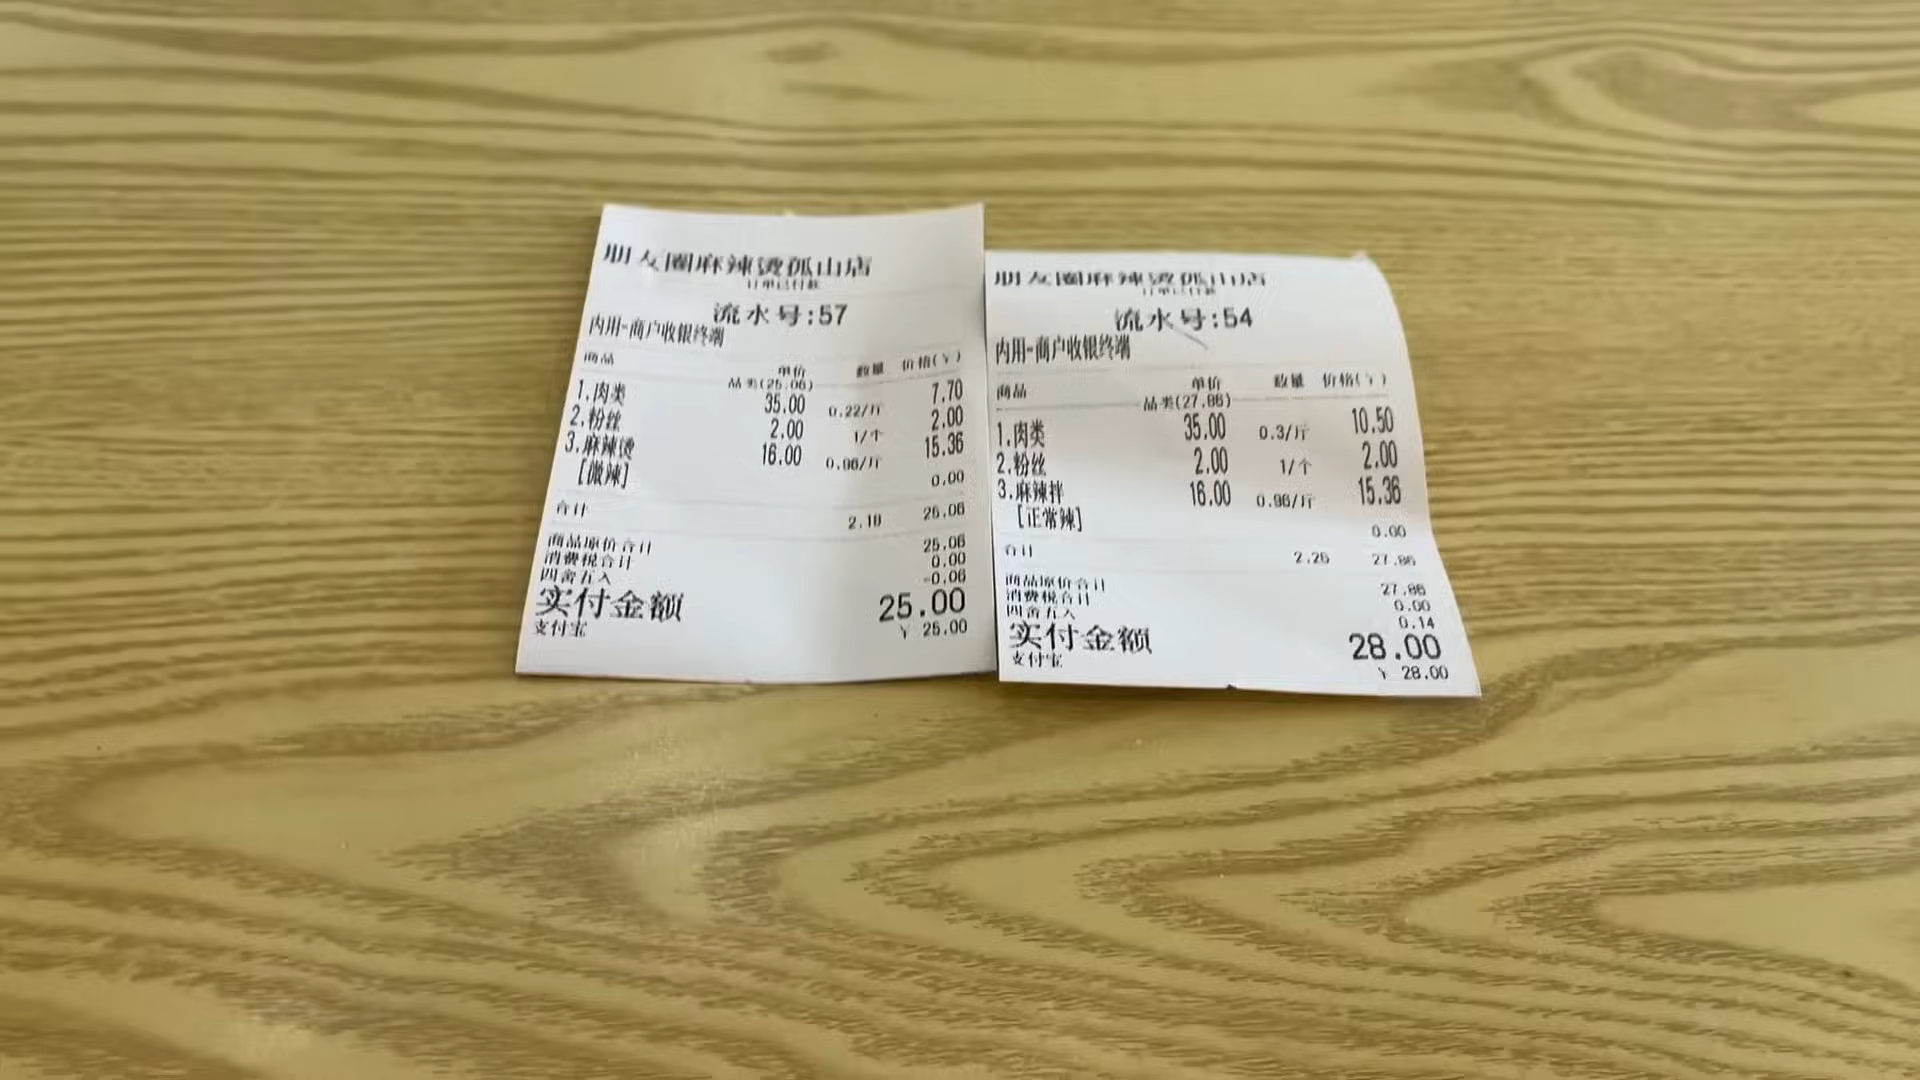 朋友圈麻辣烫孤山店
订单已付款
流水号:57
内用-商户收银终端
商品 单价 数量 价格(¥)
品类(25.06)
1.肉类 35.00 0.22/斤 7.70
2.粉丝 2.00 1/个 2.00
3.麻辣烫 16.00 0.96/斤 15.36
[微辣] 0.00
合计 2.18 25.06
商品原价合计 25.06
消费税合计 0.00
四舍五入 -0.06
实付金额 25.00
支付宝 ¥ 25.00
朋友圈麻辣烫孤山店
订单已付款
流水号:54
内用-商户收银终端
商品 单价 数量 价格(¥)
品类(27.86)
1.肉类 35.00 0.3/斤 10.50
2.粉丝 2.00 1/个 2.00
3.麻辣拌 16.00 0.96/斤 15.36
[正常辣] 0.00
合计 2.26 27.86
商品原价合计 27.86
消费税合计 0.00
四舍五入 0.14
实付金额 28.00
支付宝 ¥ 28.00